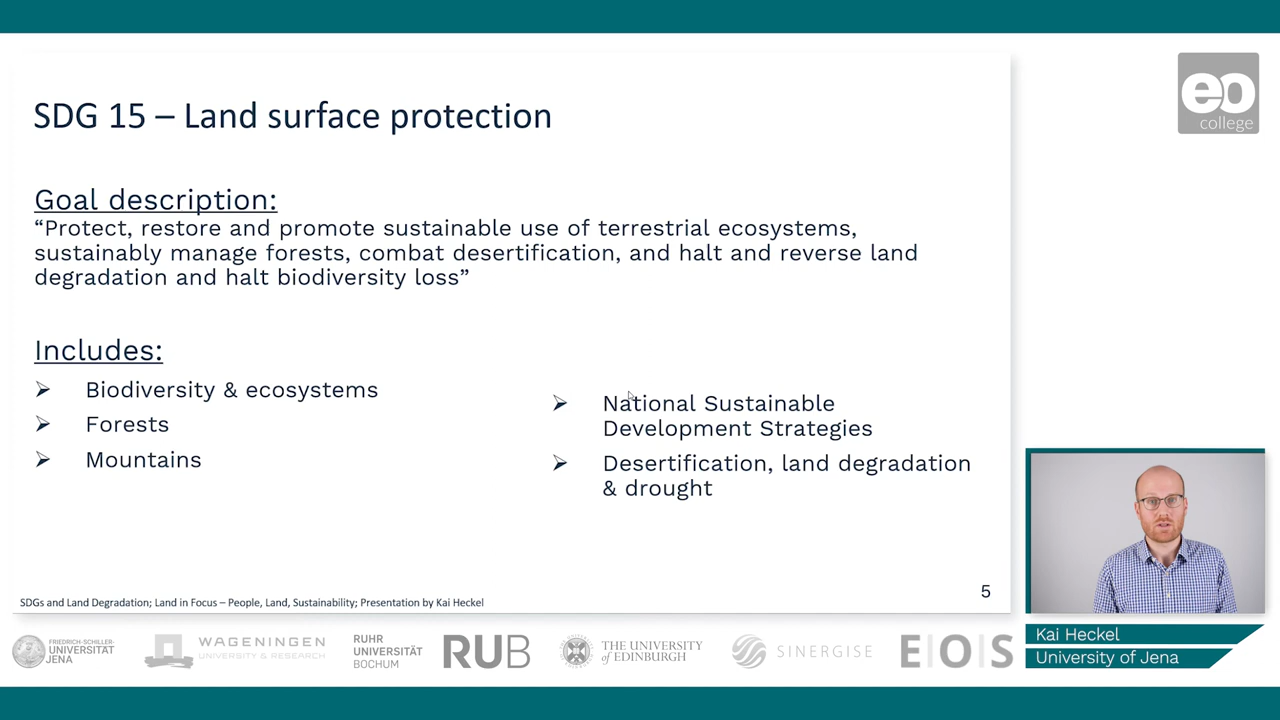 SDG 15 – Land surface protection
Goal description:
“Protect, restore and promote sustainable use of terrestrial ecosystems,
sustainably manage forests, combat desertification, and halt and reverse land
degradation and halt biodiversity loss”
Includes:
➢ Biodiversity & ecosystems
➢ Forests
➢ Mountains
➢ National Sustainable
Development Strategies
➢ Desertification, land degradation
& drought
5
SDGs and Land Degradation; Land in Focus – People, Land, Sustainability; Presentation by Kai Heckel
eo
college
Kai Heckel
University of Jena
FRIEDRICH-SCHILLER-
UNIVERSITÄT
JENA
WAGENINGEN
UNIVERSITY & RESEARCH
RUHR
UNIVERSITÄT
BOCHUM
RUB
THE UNIVERSITY
of EDINBURGH
SINERGISE
E|O|S